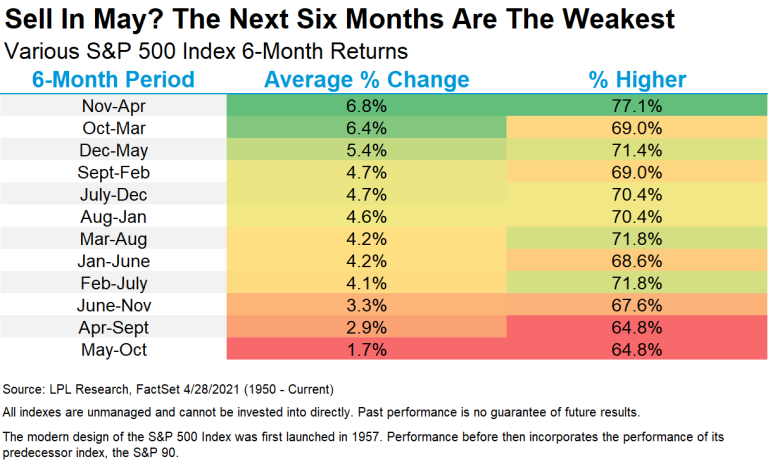 Sell In May? The Next Six Months Are The Weakest
Various S&P 500 Index 6-Month Returns
6-Month Period Average % Change % Higher
Nov-Apr 6.8% 77.1%
Oct-Mar 6.4% 69.0%
Dec-May 5.4% 71.4%
Sept-Feb 4.7% 69.0%
July-Dec 4.7% 70.4%
Aug-Jan 4.6% 70.4%
Mar-Aug 4.2% 71.8%
Jan-June 4.2% 68.6%
Feb-July 4.1% 71.8%
June-Nov 3.3% 67.6%
Apr-Sept 2.9% 64.8%
May-Oct 1.7% 64.8%
Source: LPL Research, FactSet 4/28/2021 (1950 - Current)
All indexes are unmanaged and cannot be invested into directly. Past performance is no guarantee of future results.
The modern design of the S&P 500 Index was first launched in 1957. Performance before then incorporates the performance of its
predecessor index, the S&P 90.